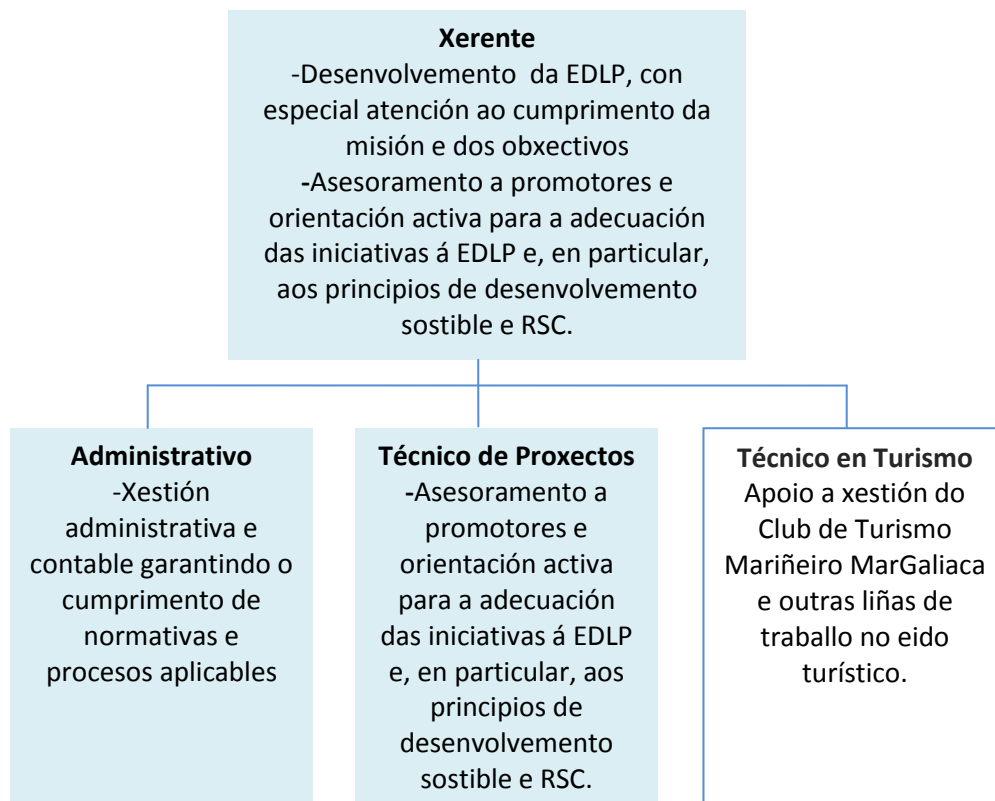 Xerente
-Desenvolvemento da EDLP, con
especial atención ao cumprimento da
misión e dos obxectivos
-Asesoramento a promotores e
orientación activa para a adecuación
das iniciativas á EDLP e, en particular,
aos principios de desenvolvemento
sostible e RSC.
Administrativo
-Xestión
administrativa e
contable garantindo o
cumprimento de
normativas e
procesos aplicables
Técnico de Proxectos
-Asesoramento a
promotores e
orientación activa
para a adecuación
das iniciativas á EDLP
e, en particular, aos
principios de
desenvolvemento
sostible e RSC.
Técnico en Turismo
Apoio a xestión do
Club de Turismo
Mariñeiro MarGaliaca
e outras liñas de
traballo no eido
turístico.